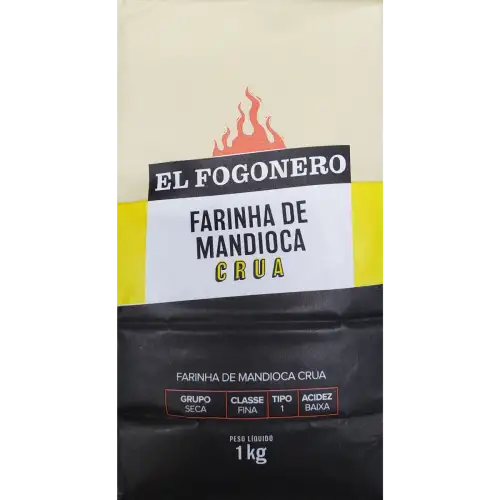 EL FOGONERO
FARINHA DE
MANDIOCA
CRUA
FARINHA DE MANDIOCA CRUA
GRUPO CLASSE TIPO ACIDEZ
SECA FINA 1 BAIXA
PESO LÍQUIDO
1kg